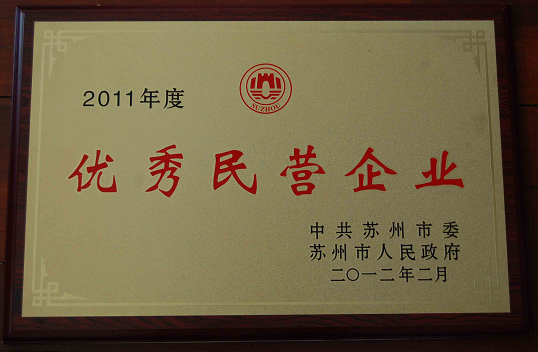 2011年度
SUZHOU
优秀民营企业
中共苏州市委
苏州市人民政府
二〇一二年二月